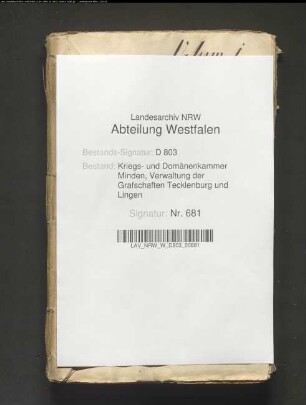 Landesarchiv NRW
Abteilung Westfalen
Bestands-Signatur: D 803
Bestand: Kriegs- und Domänenkammer
Minden, Verwaltung der
Grafschaften Tecklenburg und
Lingen
Signatur: Nr. 681
LAV_NRW_W_D803_00681